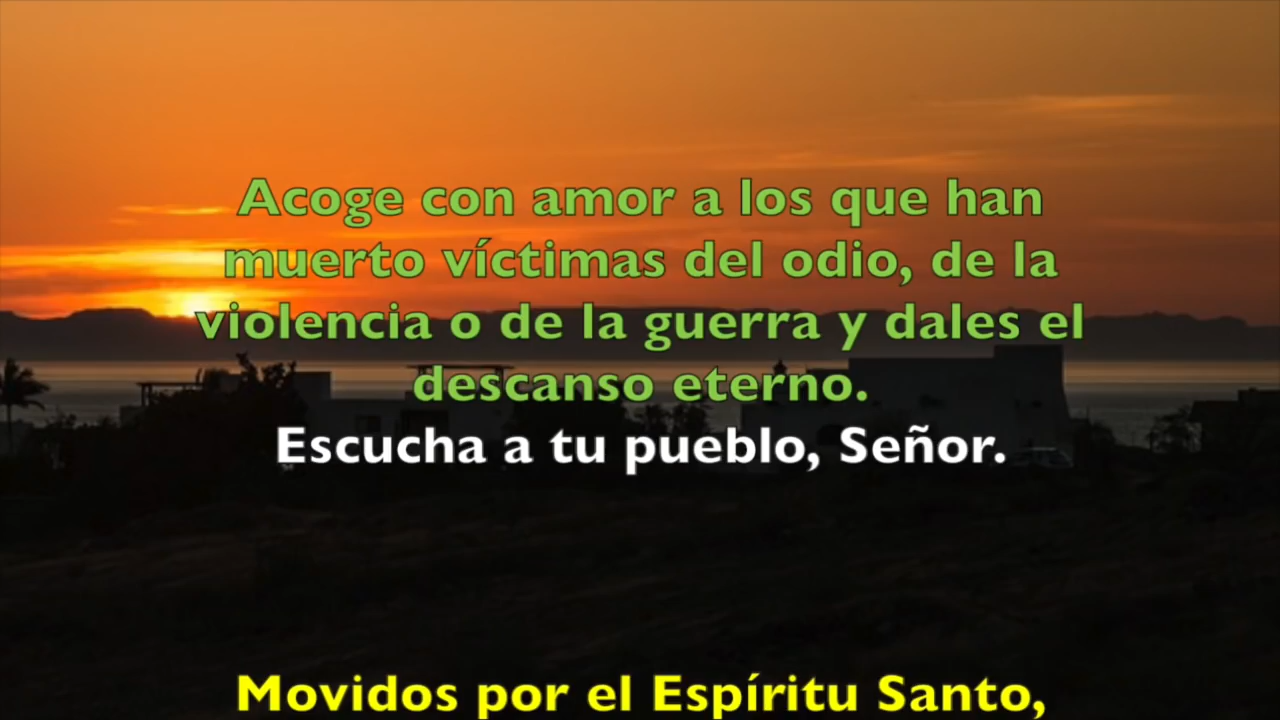 Acoge con amor a los que han
muerto víctimas del odio, de la
violencia o de la guerra y dales el
descanso eterno.
Escucha a tu pueblo, Señor.
Movidos por el Espíritu Santo,